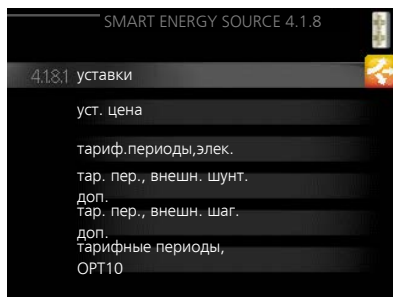 SMART ENERGY SOURCE 4.1.8
4.1.8.1 уставки
уст. цена
тариф.периоды,элек.
тар. пер., внешн. шунт.
доп.
тар. пер., внешн. шаг.
доп.
тарифные периоды,
OPT10